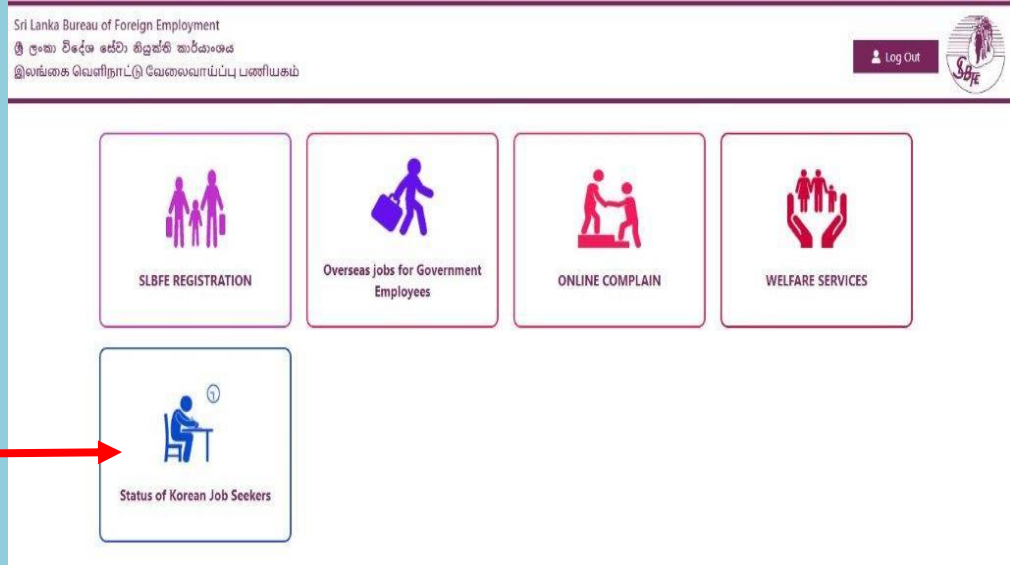 Sri Lanka Bureau of Foreign Employment
ශ්‍රී ලංකා විදේශ සේවා නියුක්ති කාර්යාංශය
இலங்கை வெளிநாட்டு வேலைவாய்ப்பு பணியகம்
Log Out
SBFE
SLBFE REGISTRATION
Overseas jobs for Government
Employees
ONLINE COMPLAIN
WELFARE SERVICES
Status of Korean Job Seekers